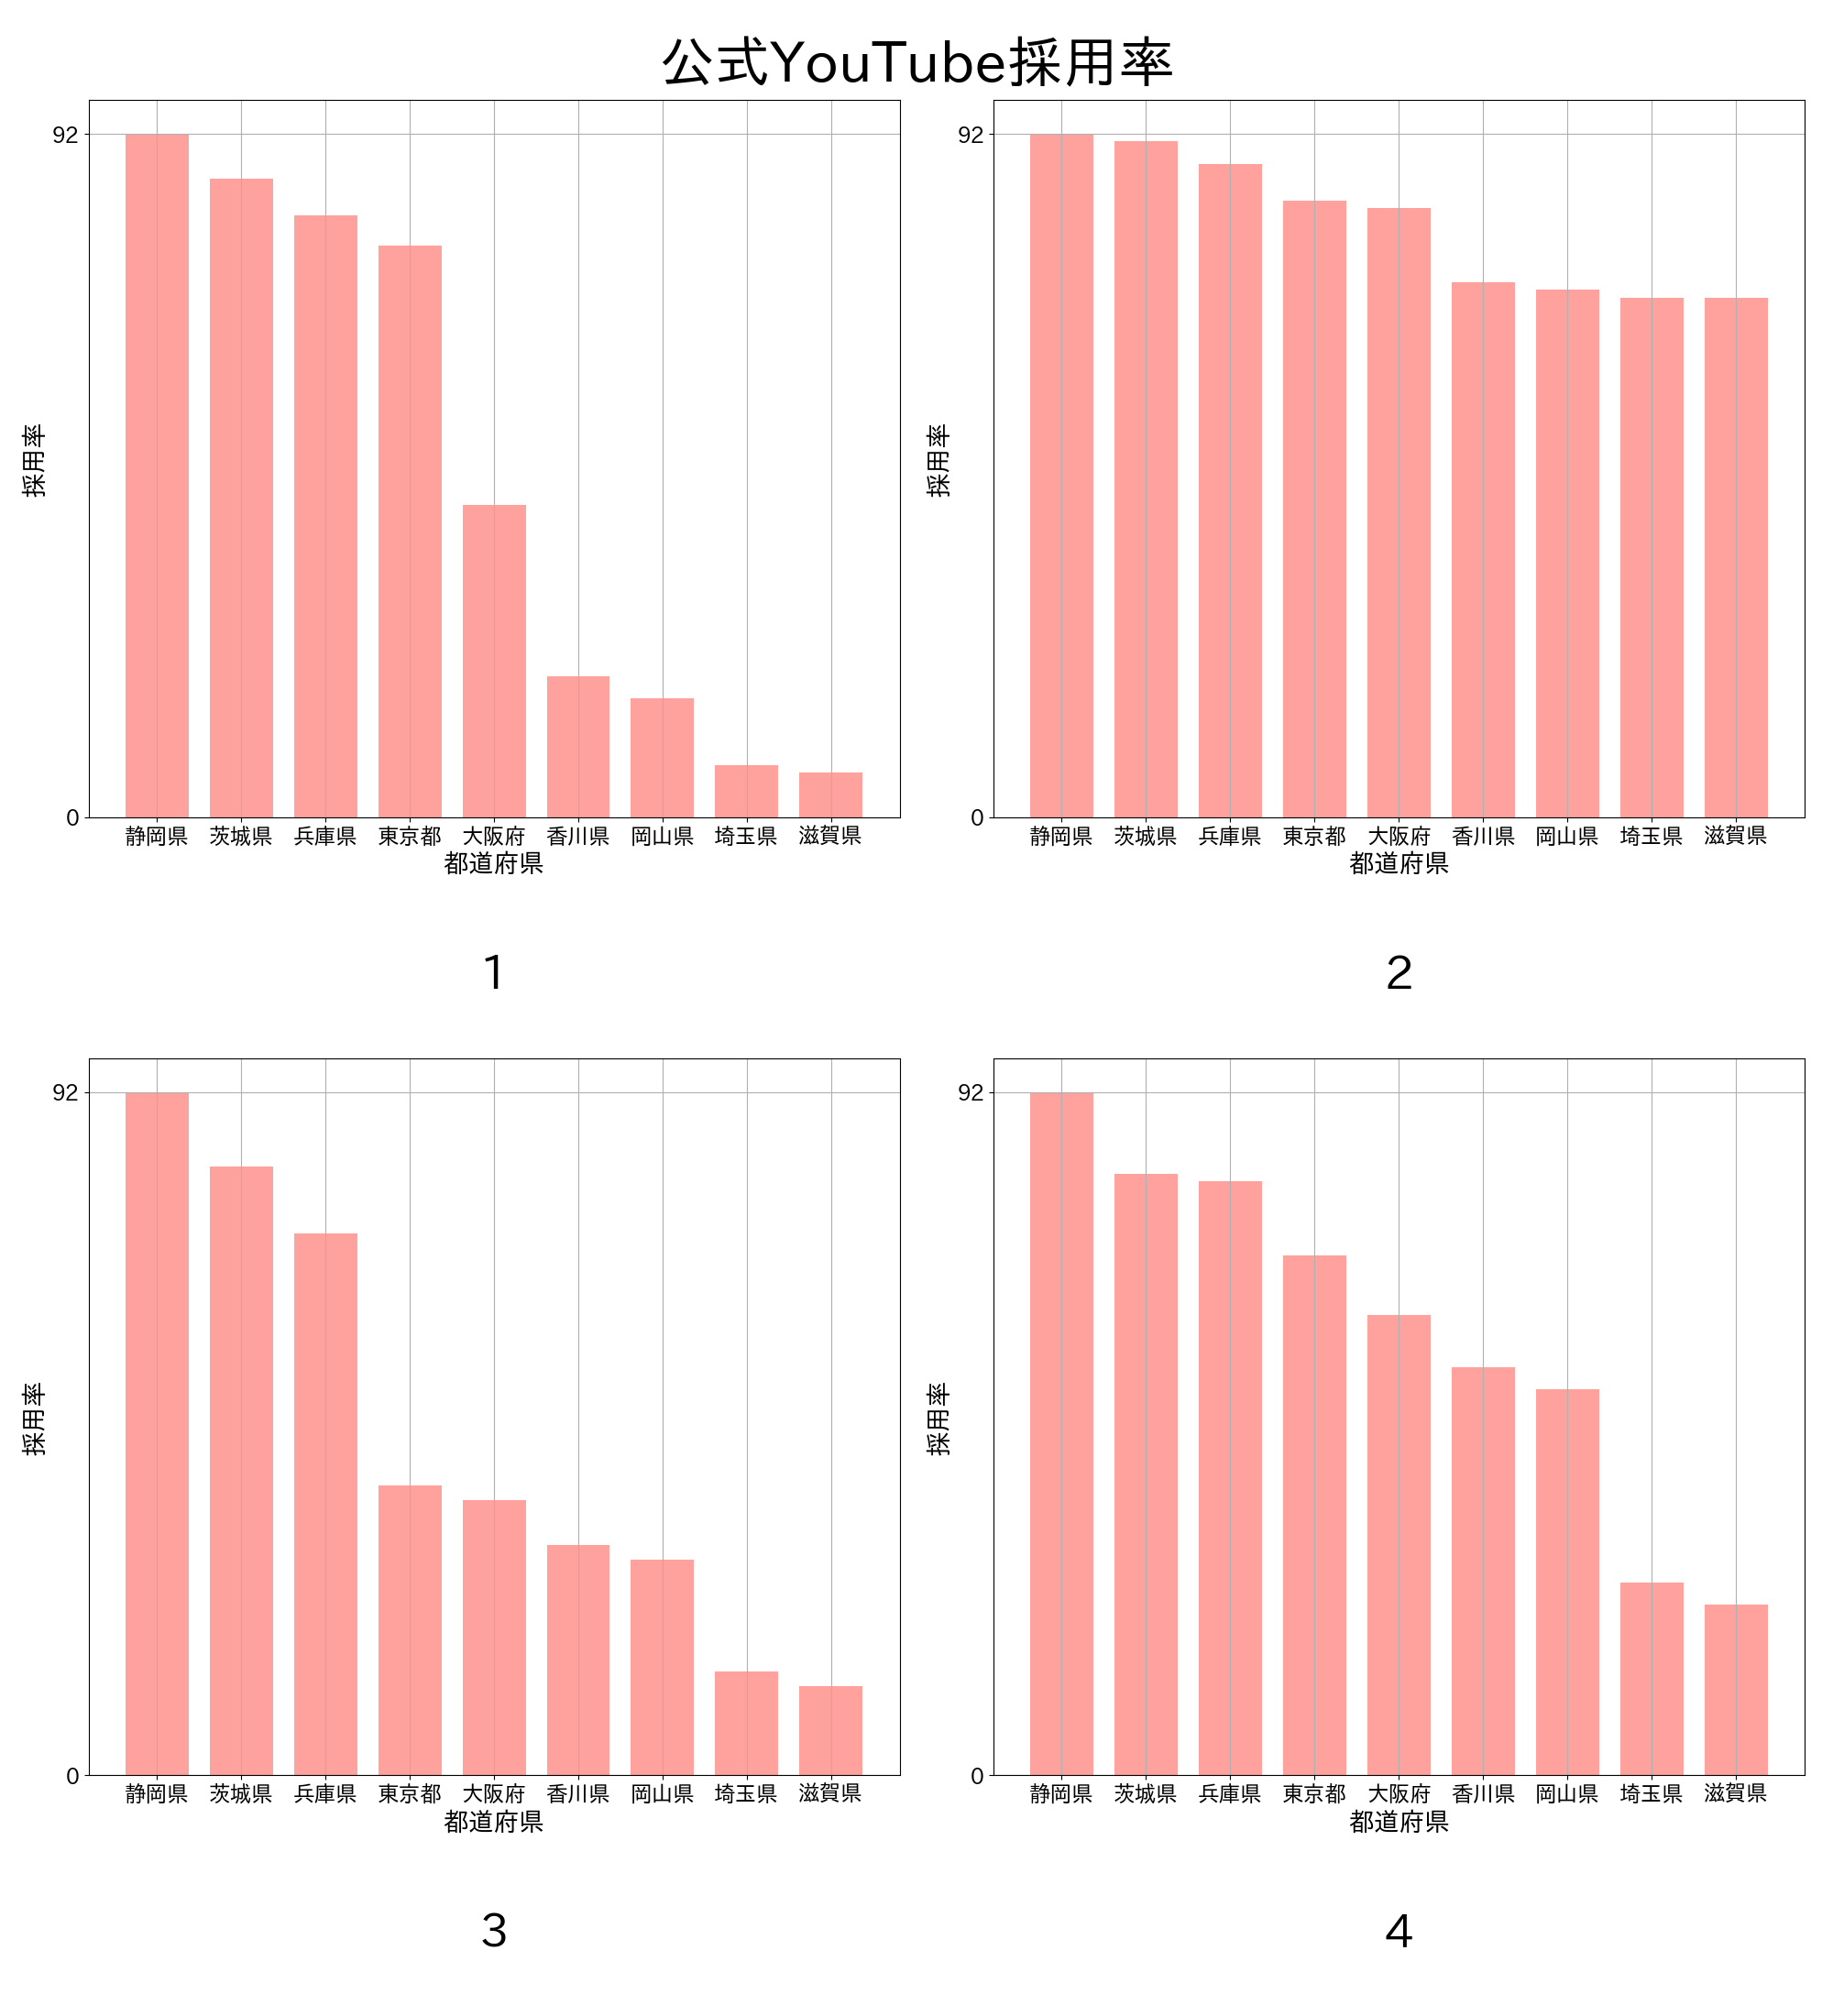 公式YouTube採用率
92
0
採用率
静岡県 茨城県 兵庫県 東京都 大阪府 香川県 岡山県 埼玉県 滋賀県
都道府県
1
92
0
採用率
静岡県 茨城県 兵庫県 東京都 大阪府 香川県 岡山県 埼玉県 滋賀県
都道府県
2
92
0
採用率
静岡県 茨城県 兵庫県 東京都 大阪府 香川県 岡山県 埼玉県 滋賀県
都道府県
3
92
0
採用率
静岡県 茨城県 兵庫県 東京都 大阪府 香川県 岡山県 埼玉県 滋賀県
都道府県
4